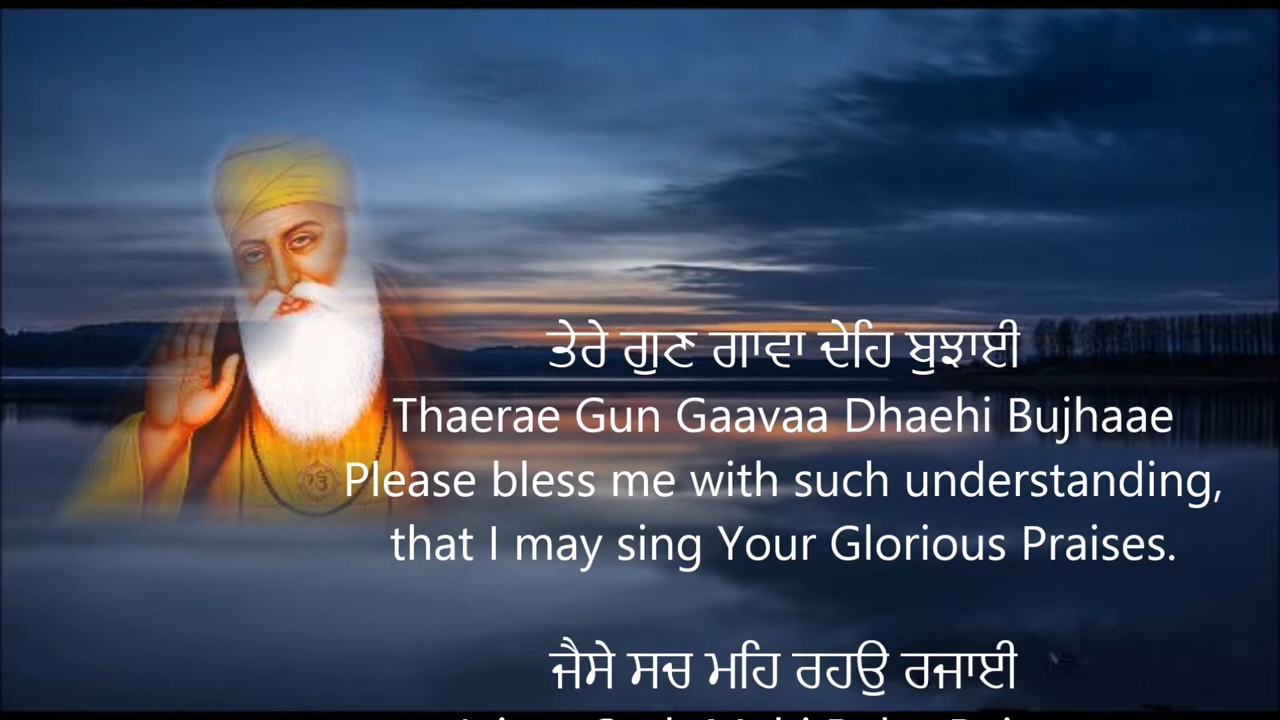 ਤੇਰੇ ਗੁਣ ਗਾਵਾ ਦੇਹਿ ਬੁਝਾਈ
Thaerae Gun Gaavaa Dhaehi Bujhaae
Please bless me with such understanding,
that I may sing Your Glorious Praises.
ਜੈਸੇ ਸਚ ਮਹਿ ਰਹਉ ਰਜਾਈ